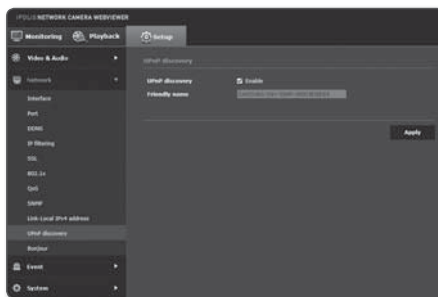 iPOLiS NETWORK CAMERA WEBVIEWER
Monitoring
Playback
Setup
Video & Audio
Network
Interface
Port
DDNS
IP filtering
SSL
802.1x
QoS
SNMP
Link-Local IPv4 address
UPnP discovery
Bonjour
Event
System
UPnP discovery
UPnP discovery
Enable
Friendly name
Apply